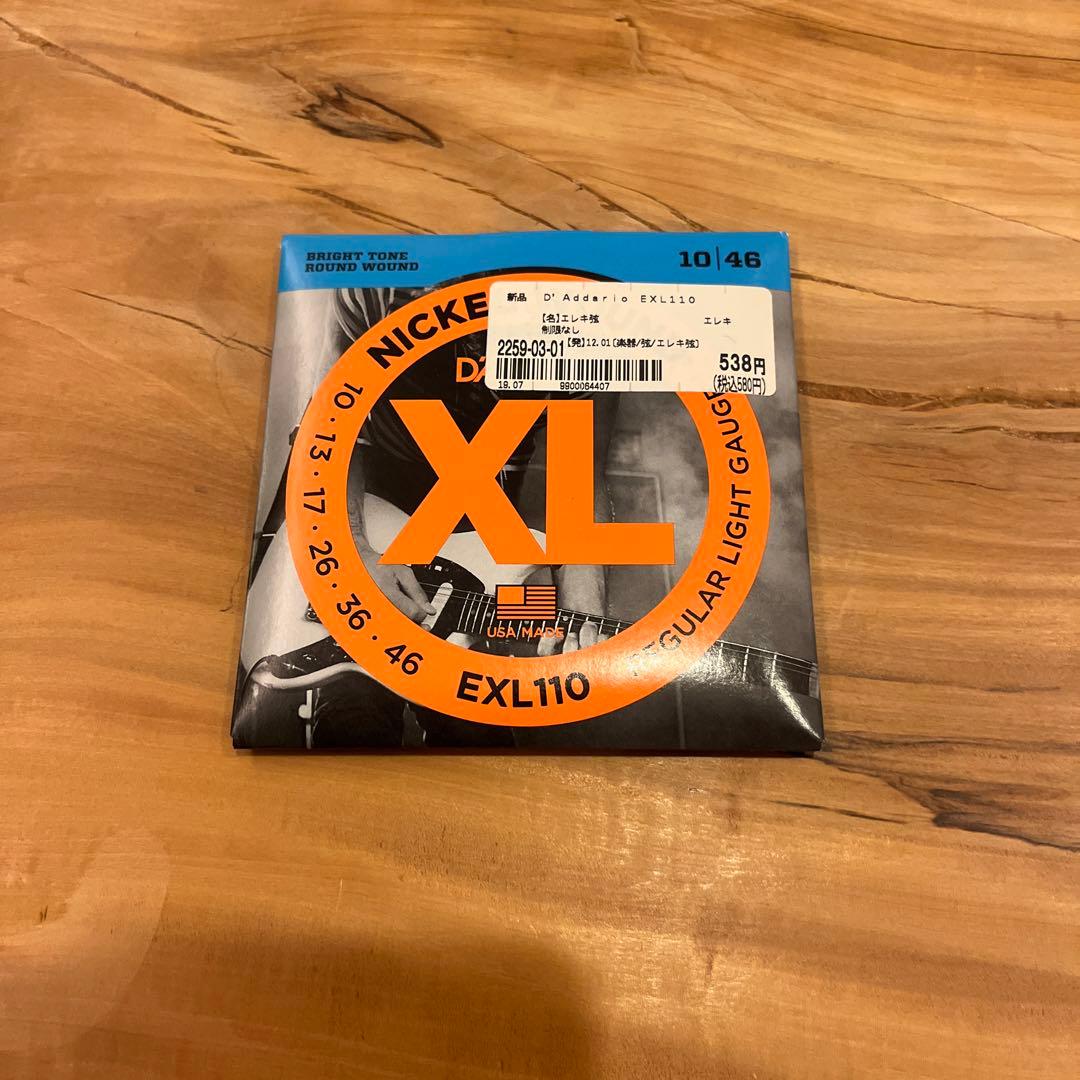 BRIGHT TONE
ROUND WOUND
10|46
新品 D'Addario EXL110
【名】エレキ弦 エレキ
制限なし
2259-03-01 【発】12.01〔楽器/弦/エレキ弦〕
538円
(税込580円)
19.07 9900064407
NICKE
D'A
XL
10·13·17·26·36·46
REGULAR LIGHT GAUGE
USA MADE
EXL110